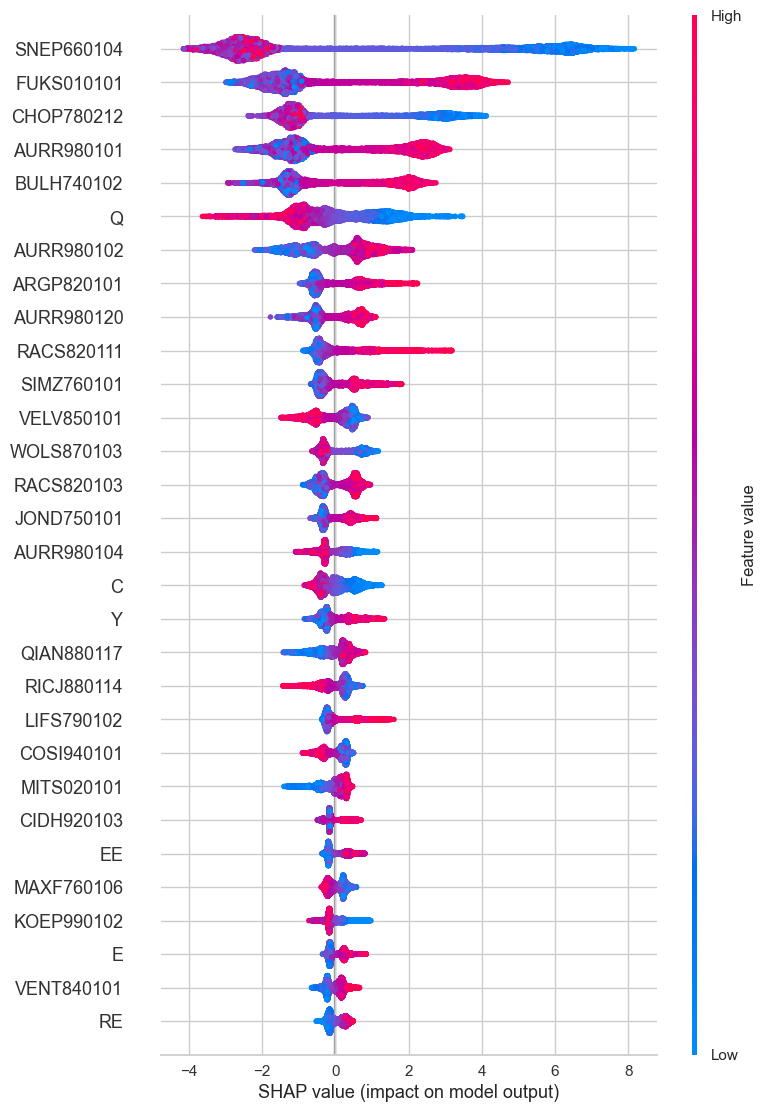 High
SNEP660104
FUKS010101
CHOP780212
AURR980101
BULH740102
Q
AURR980102
ARGP820101
AURR980120
RACS820111
SIMZ760101
VELV850101
WOLS870103
RACS820103
JOND750101
AURR980104
C
Y
QIAN880117
RICJ880114
LIFS790102
COSI940101
MITS020101
CIDH920103
EE
MAXF760106
KOEP990102
E
VENT840101
RE
Feature value
Low
−4 −2 0 2 4 6 8
SHAP value (impact on model output)